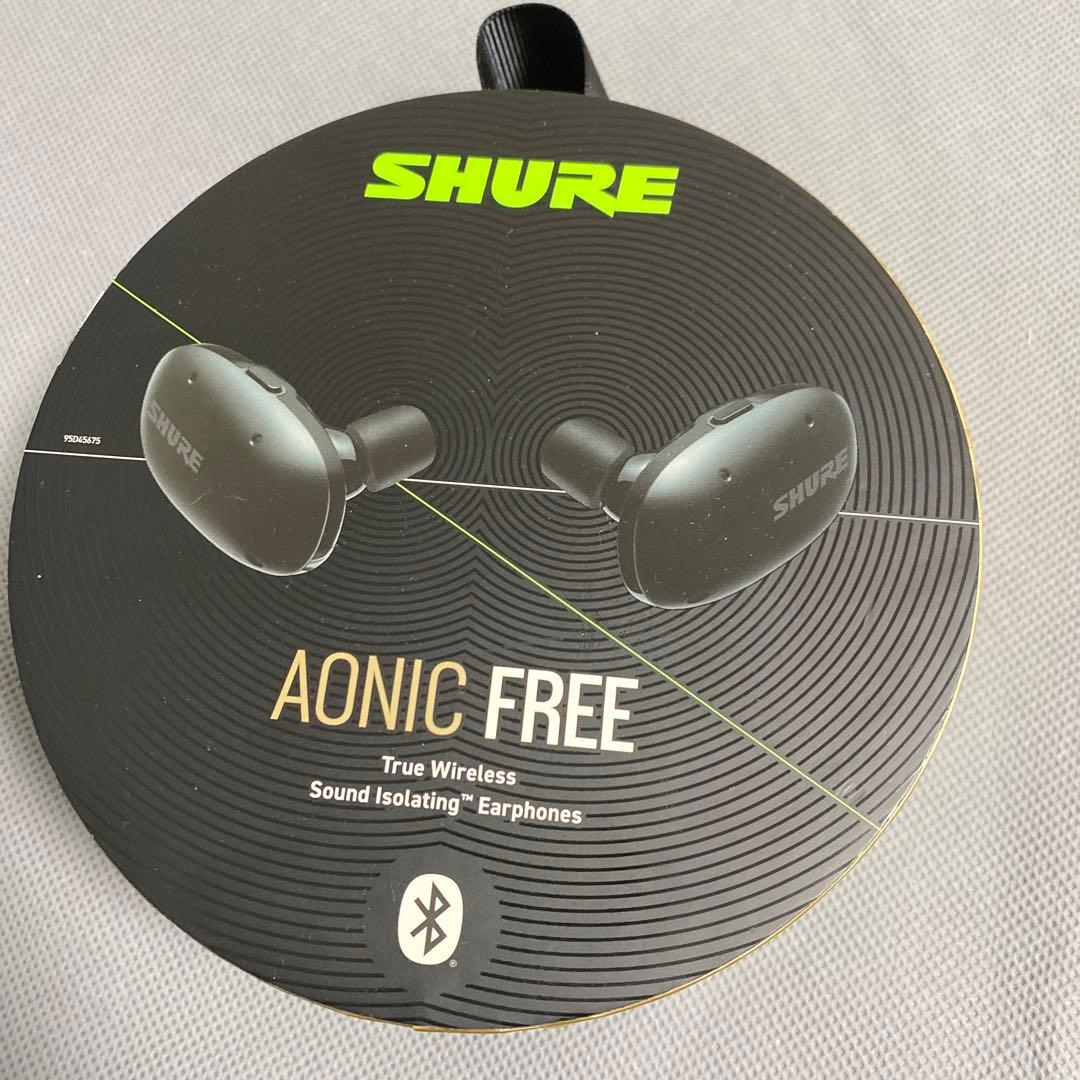 SHURE
95D45675
SHURE
SHURE
AONIC FREE
True Wireless
Sound Isolating™ Earphones